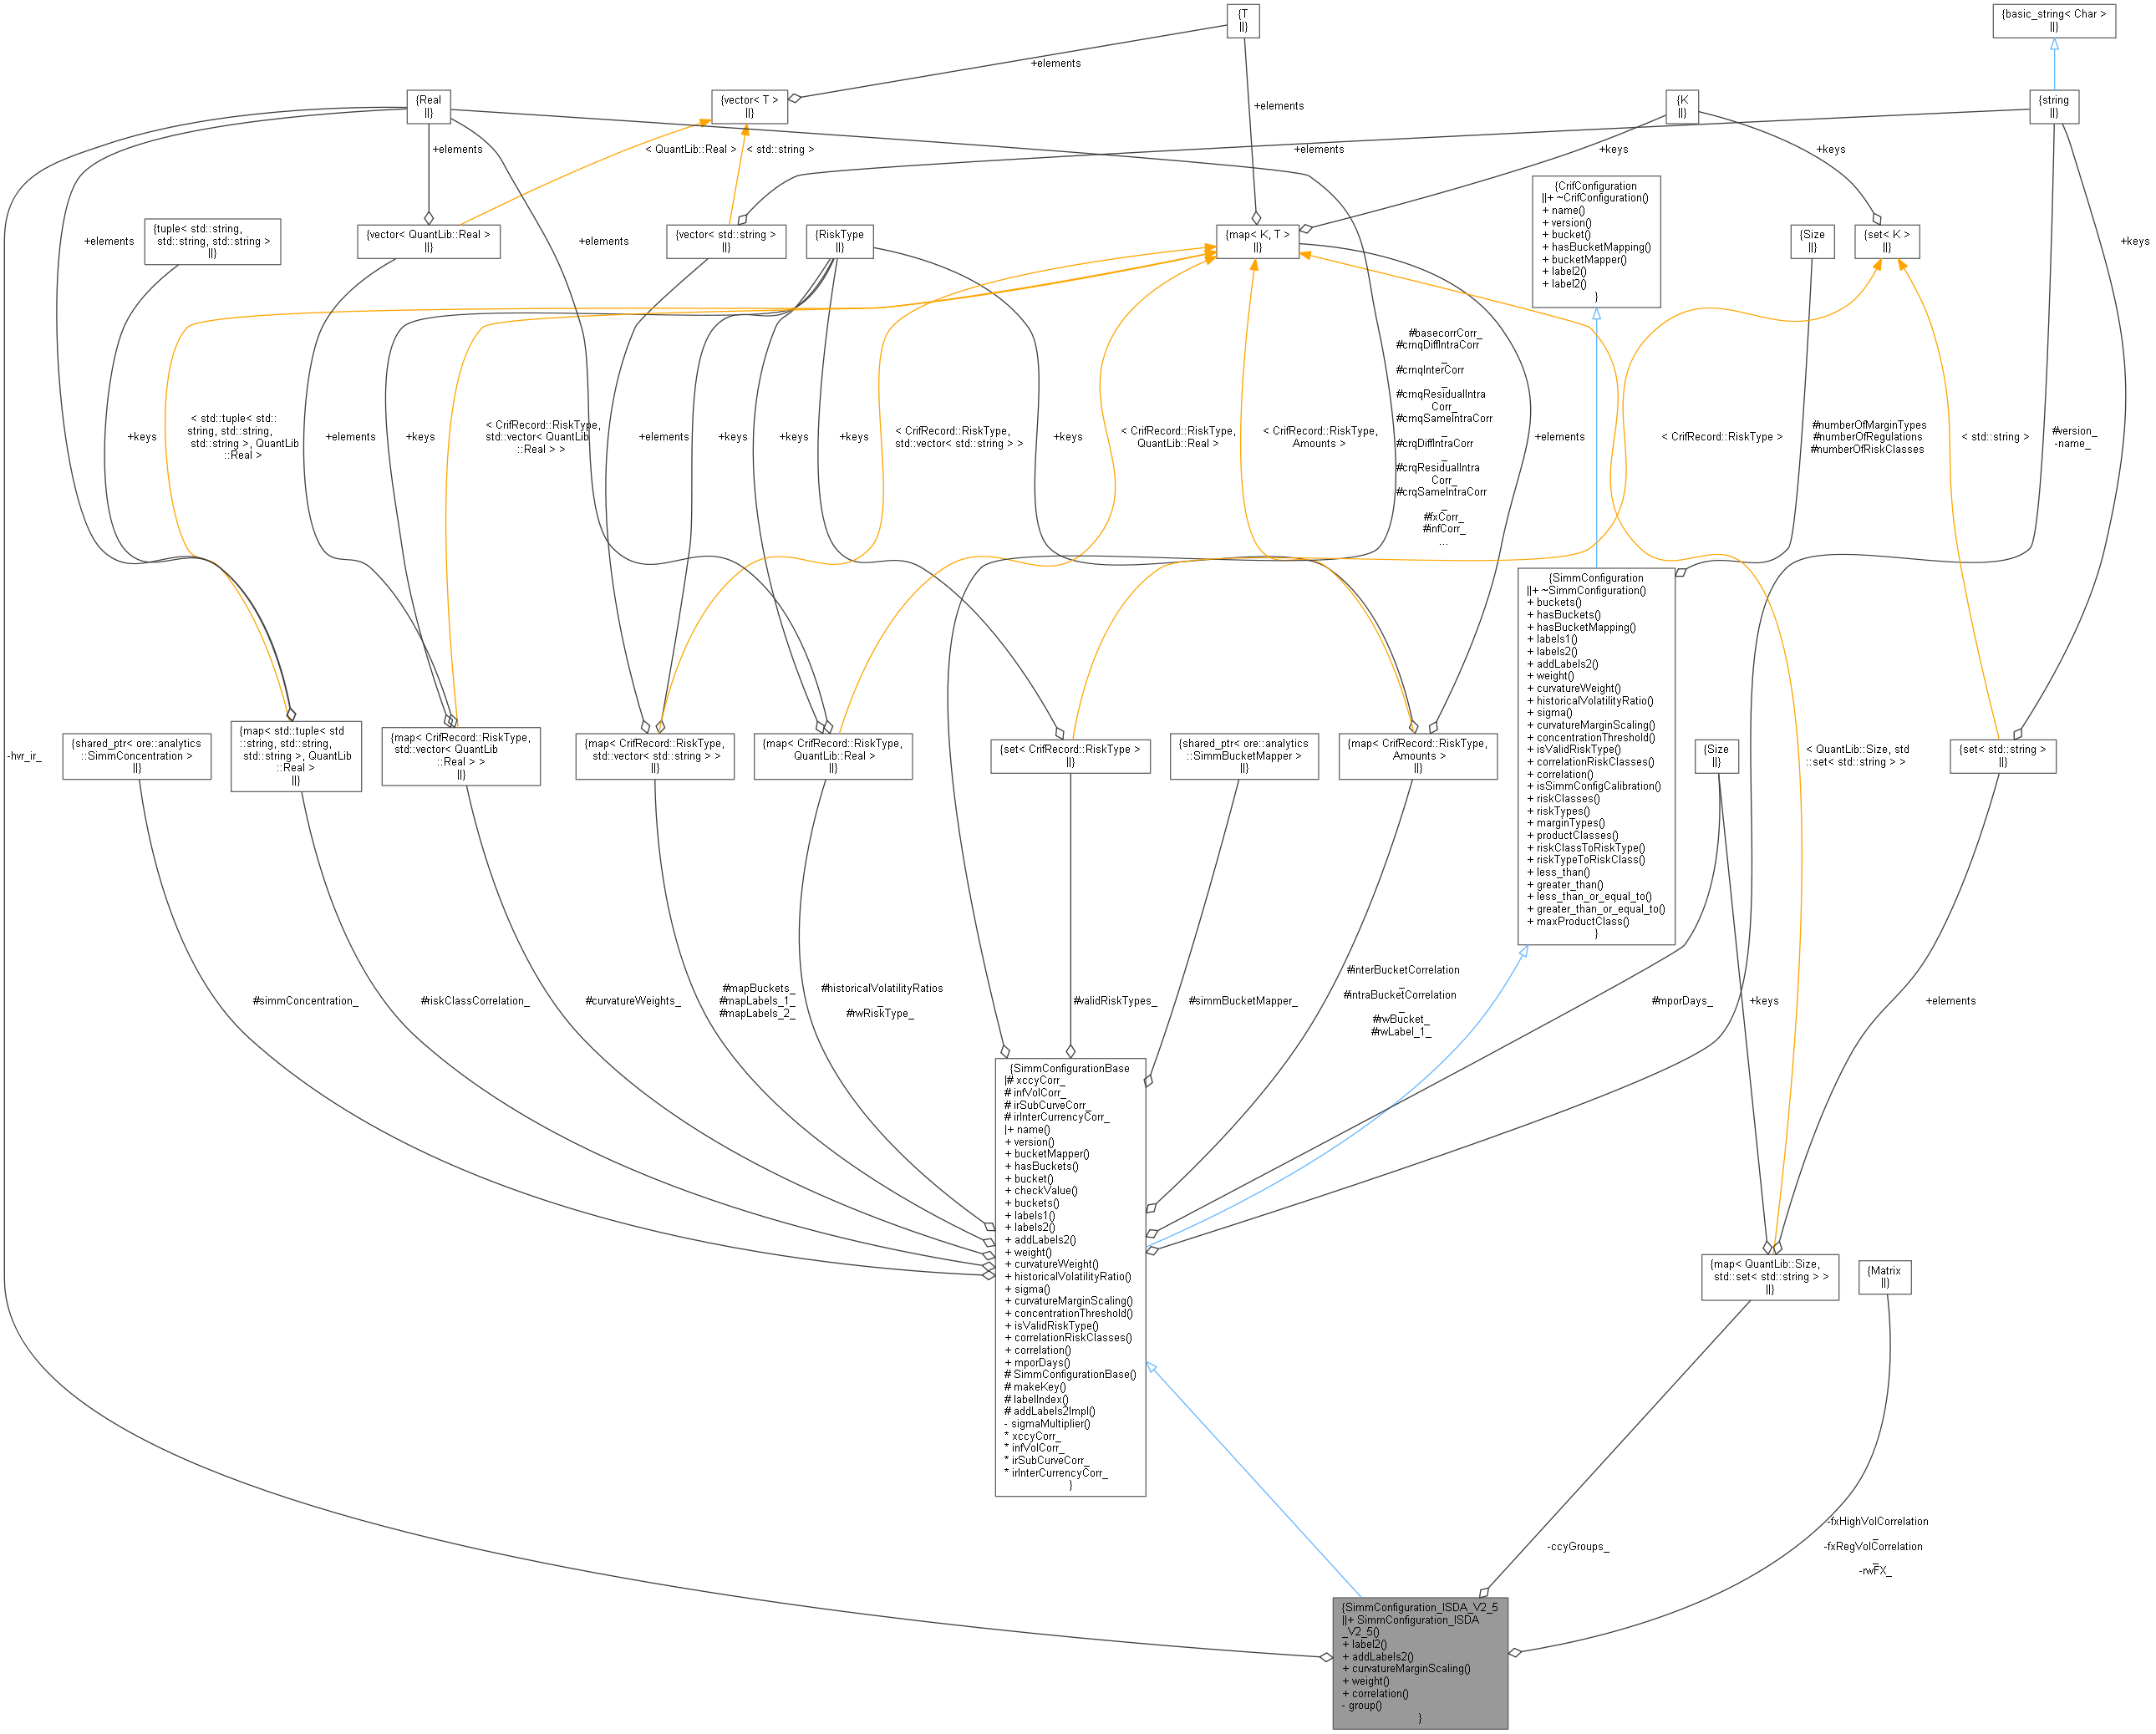 {T
||}
{basic_string< Char >
||}
+elements
{Real
||}
{vector< T >
||}
+elements
{K
||}
{string
||}
+elements
< QuantLib::Real >
< std::string >
+elements
+keys
+keys
{CrifConfiguration
||+ ~CrifConfiguration()
+ name()
+ version()
+ bucket()
+ hasBucketMapping()
+ bucketMapper()
+ label2()
+ label2()
}
{tuple< std::string,
std::string, std::string >
||}
{vector< QuantLib::Real >
||}
{vector< std::string >
||}
{RiskType
||}
{map< K, T >
||}
{Size
||}
{set< K >
||}
+elements
+elements
+keys
#basecorrCorr_
#crnqDiffIntraCorr
_
#crnqInterCorr
_
#crnqResidualIntra
Corr_
#crnqSameIntraCorr
_
#crqDiffIntraCorr
_
#crqResidualIntra
Corr_
#crqSameIntraCorr
_
#fxCorr_
#infCorr_
...
+keys
< std::tuple< std::
string, std::string,
std::string >, QuantLib
::Real >
+elements
+keys
< CrifRecord::RiskType,
std::vector< QuantLib
::Real > >
+elements
+keys
+keys
+keys
< CrifRecord::RiskType,
std::vector< std::string > >
+keys
< CrifRecord::RiskType,
QuantLib::Real >
< CrifRecord::RiskType,
Amounts >
+elements
< CrifRecord::RiskType >
#numberOfMarginTypes
#numberOfRegulations
#numberOfRiskClasses
< std::string >
#version_
-name_
{SimmConfiguration
||+ ~SimmConfiguration()
+ buckets()
+ hasBuckets()
+ hasBucketMapping()
+ labels1()
+ labels2()
+ addLabels2()
+ weight()
+ curvatureWeight()
+ historicalVolatilityRatio()
+ sigma()
+ curvatureMarginScaling()
+ concentrationThreshold()
+ isValidRiskType()
+ correlationRiskClasses()
+ correlation()
+ isSimmConfigCalibration()
+ riskClasses()
+ riskTypes()
+ marginTypes()
+ productClasses()
+ riskClassToRiskType()
+ riskTypeToRiskClass()
+ less_than()
+ greater_than()
+ less_than_or_equal_to()
+ greater_than_or_equal_to()
+ maxProductClass()
}
-hvr_ir_
{shared_ptr< ore::analytics
::SimmConcentration >
||}
{map< std::tuple< std
::string, std::string,
std::string >, QuantLib
::Real >
||}
{map< CrifRecord::RiskType,
std::vector< QuantLib
::Real > >
||}
{map< CrifRecord::RiskType,
std::vector< std::string > >
||}
{map< CrifRecord::RiskType,
QuantLib::Real >
||}
{set< CrifRecord::RiskType >
||}
{shared_ptr< ore::analytics
::SimmBucketMapper >
||}
{map< CrifRecord::RiskType,
Amounts >
||}
{Size
||}
< QuantLib::Size, std
::set< std::string > >
{set< std::string >
||}
#simmConcentration_
#riskClassCorrelation_
#curvatureWeights_
#mapBuckets_
#mapLabels_1_
#mapLabels_2_
#historicalVolatilityRatios
_
#rwRiskType_
#validRiskTypes_
#simmBucketMapper_
#interBucketCorrelation
_
#intraBucketCorrelation
_
#rwBucket_
#rwLabel_1_
#mporDays_
+keys
+elements
{SimmConfigurationBase
|# xccyCorr_
# infVolCorr_
# irSubCurveCorr_
# irInterCurrencyCorr_
|+ name()
+ version()
+ bucketMapper()
+ hasBuckets()
+ bucket()
+ checkValue()
+ buckets()
+ labels1()
+ labels2()
+ addLabels2()
+ weight()
+ curvatureWeight()
+ historicalVolatilityRatio()
+ sigma()
+ curvatureMarginScaling()
+ concentrationThreshold()
+ isValidRiskType()
+ correlationRiskClasses()
+ correlation()
+ mporDays()
# SimmConfigurationBase()
# makeKey()
# labelIndex()
# addLabels2Impl()
- sigmaMultiplier()
* xccyCorr_
* infVolCorr_
* irSubCurveCorr_
* irInterCurrencyCorr_
}
{map< QuantLib::Size,
std::set< std::string > >
||}
{Matrix
||}
-ccyGroups_
-fxHighVolCorrelation
_
-fxRegVolCorrelation
_
-rwFX_
{SimmConfiguration_ISDA_V2_5
||+ SimmConfiguration_ISDA
_V2_5()
+ label2()
+ addLabels2()
+ curvatureMarginScaling()
+ weight()
+ correlation()
- group()
}